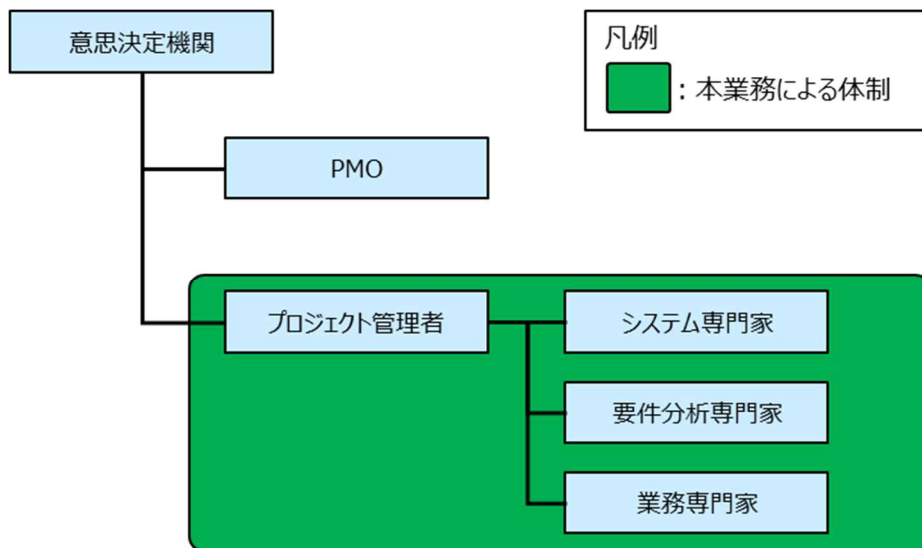 意思決定機関
凡例
：本業務による体制
PMO
プロジェクト管理者
システム専門家
要件分析専門家
業務専門家